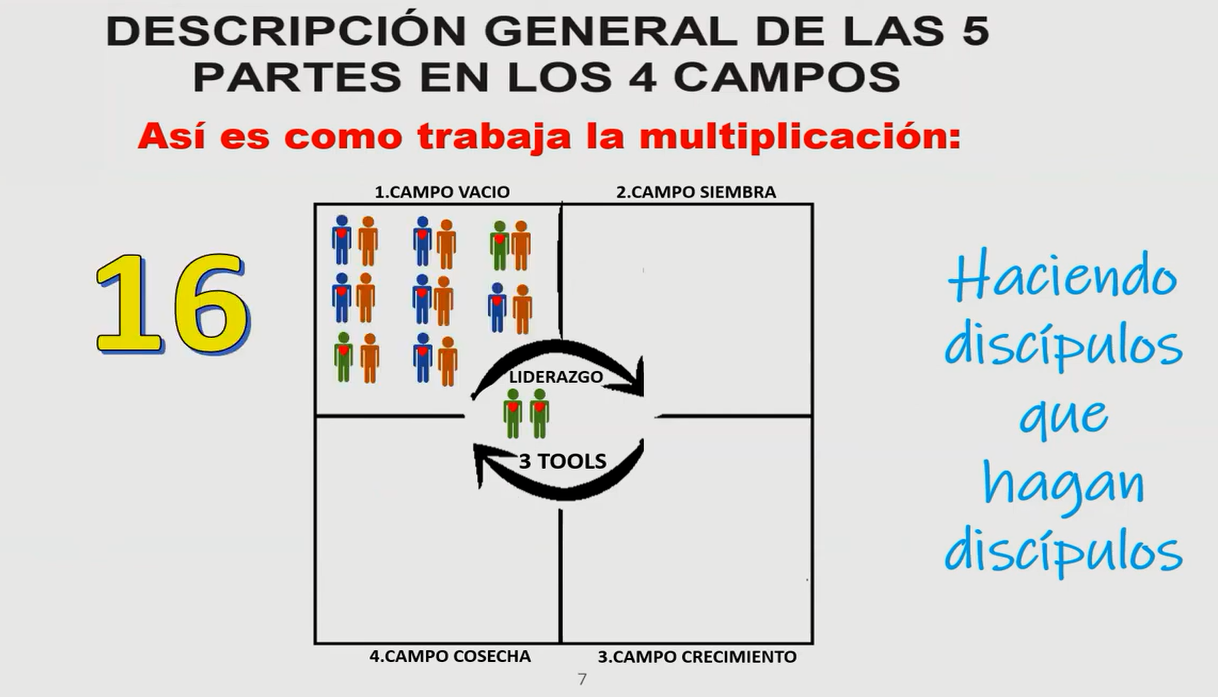 DESCRIPCIÓN GENERAL DE LAS 5
PARTES EN LOS 4 CAMPOS
Así es como trabaja la multiplicación:
1.CAMPO VACIO
2.CAMPO SIEMBRA
16
LIDERAZGO
3 TOOLS
Haciendo
discípulos
que
hagan
discípulos
4.CAMPO COSECHA
3.CAMPO CRECIMIENTO
7